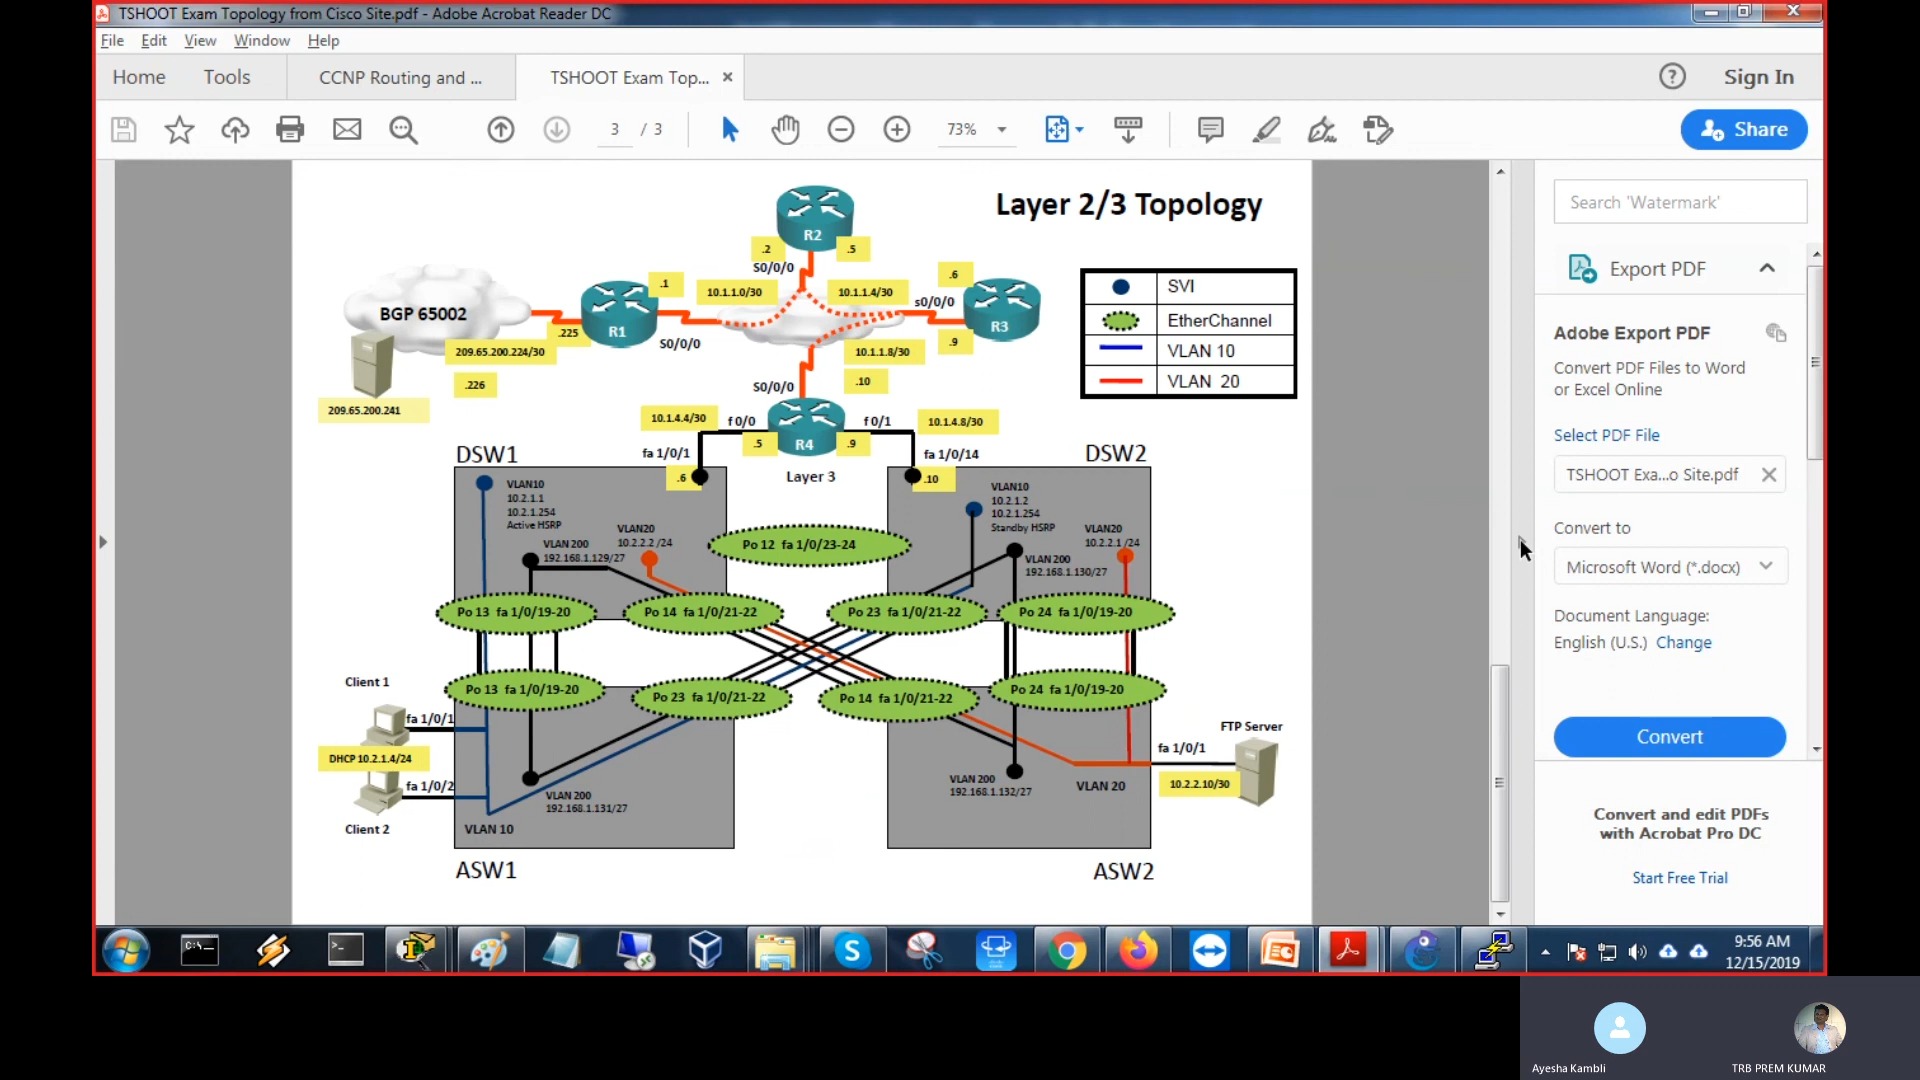 TSHOOT Exam Topology from Cisco Site.pdf - Adobe Acrobat Reader DC
File Edit View Window Help
Home Tools CCNP Routing and ... TSHOOT Exam Top... ×
? Sign In
3 / 3 73% Share
Layer 2/3 Topology
Search 'Watermark'
Export PDF
Adobe Export PDF
Convert PDF Files to Word
or Excel Online
Select PDF File
TSHOOT Exa...o Site.pdf
Convert to
Microsoft Word (*.docx)
Document Language:
English (U.S.) Change
Convert
Convert and edit PDFs
with Acrobat Pro DC
Start Free Trial
SVI
EtherChannel
VLAN 10
VLAN 20
R2
.2
.5
S0/0/0
BGP 65002
R1
.1
.225
S0/0/0
209.65.200.224/30
.226
209.65.200.241
10.1.1.0/30
10.1.1.4/30
.6
s0/0/0
R3
.9
10.1.1.8/30
.10
S0/0/0
10.1.4.4/30
f 0/0
f 0/1
10.1.4.8/30
R4
.5
.9
Layer 3
fa 1/0/1
.6
fa 1/0/14
.10
DSW1
VLAN10
10.2.1.1
10.2.1.254
Active HSRP
VLAN 200
192.168.1.129/27
VLAN20
10.2.2.2 /24
DSW2
VLAN10
10.2.1.2
10.2.1.254
Standby HSRP
VLAN20
10.2.2.1 /24
VLAN 200
192.168.1.130/27
Po 12 fa 1/0/23-24
Po 13 fa 1/0/19-20
Po 14 fa 1/0/21-22
Po 23 fa 1/0/21-22
Po 24 fa 1/0/19-20
Po 13 fa 1/0/19-20
Po 23 fa 1/0/21-22
Po 14 fa 1/0/21-22
Po 24 fa 1/0/19-20
Client 1
fa 1/0/1
DHCP 10.2.1.4/24
fa 1/0/2
Client 2
VLAN 200
192.168.1.131/27
VLAN 10
ASW1
VLAN 200
192.168.1.132/27
VLAN 20
FTP Server
fa 1/0/1
10.2.2.10/30
ASW2
9:56 AM
12/15/2019
Ayesha Kambli
TRB PREM KUMAR